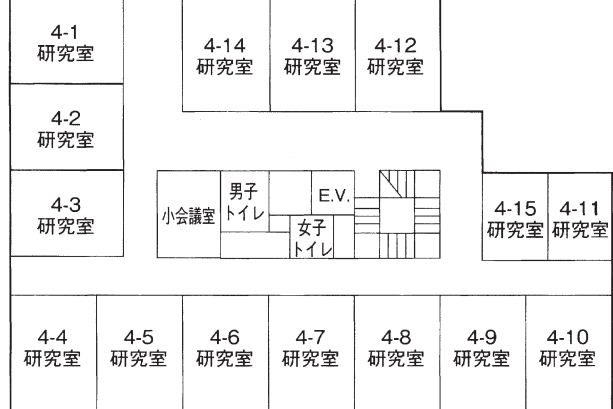 4-1
研究室
4-14
研究室
4-13
研究室
4-12
研究室
4-2
研究室
4-3
研究室
小会議室
男子
トイレ
E.V.
女子
トイレ
4-15
研究室
4-11
研究室
4-4
研究室
4-5
研究室
4-6
研究室
4-7
研究室
4-8
研究室
4-9
研究室
4-10
研究室